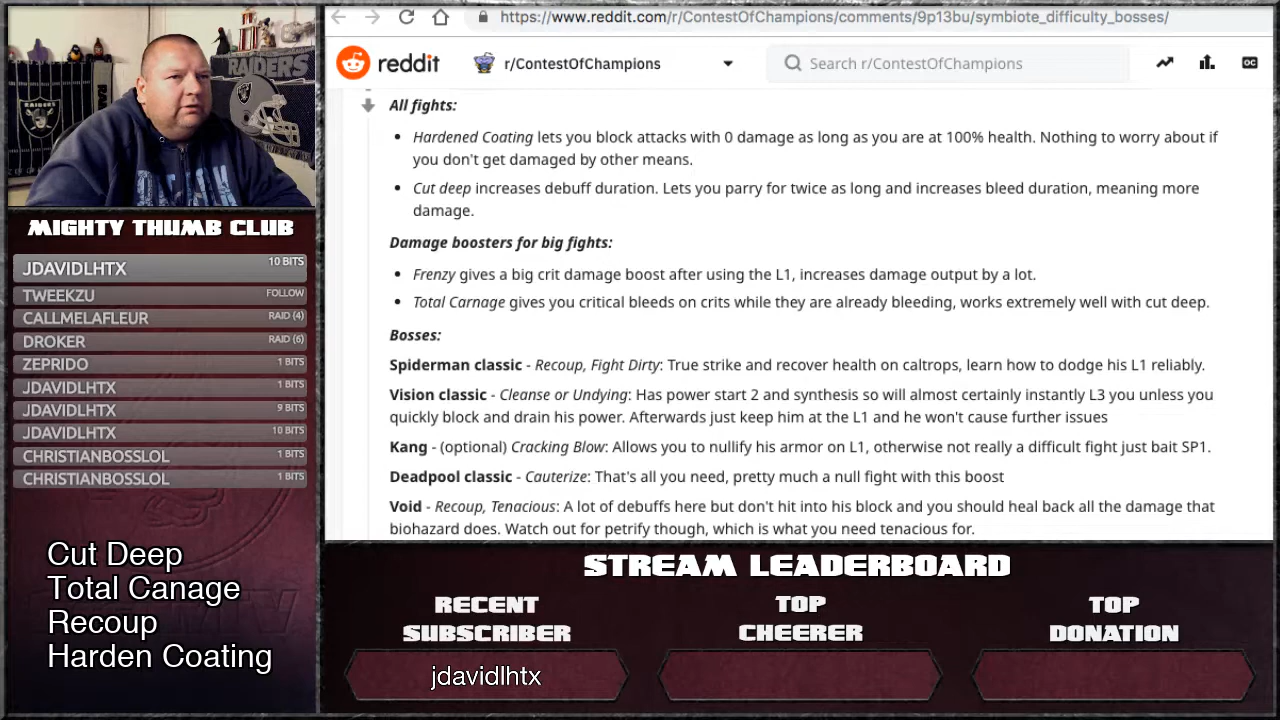 https://www.reddit.com/r/ContestOfChampions/comments/9p13bu/symbiote_difficulty_bosses/
reddit
r/ContestOfChampions
Search r/ContestOfChampions
OC
All fights:
Hardened Coating lets you block attacks with 0 damage as long as you are at 100% health. Nothing to worry about if
you don't get damaged by other means.
Cut deep increases debuff duration. Lets you parry for twice as long and increases bleed duration, meaning more
damage.
Damage boosters for big fights:
Frenzy gives a big crit damage boost after using the L1, increases damage output by a lot.
Total Carnage gives you critical bleeds on crits while they are already bleeding, works extremely well with cut deep.
Bosses:
Spiderman classic - Recoup, Fight Dirty: True strike and recover health on caltrops, learn how to dodge his L1 reliably.
Vision classic - Cleanse or Undying: Has power start 2 and synthesis so will almost certainly instantly L3 you unless you
quickly block and drain his power. Afterwards just keep him at the L1 and he won't cause further issues
Kang - (optional) Cracking Blow: Allows you to nullify his armor on L1, otherwise not really a difficult fight just bait SP1.
Deadpool classic - Cauterize: That's all you need, pretty much a null fight with this boost
Void - Recoup, Tenacious: A lot of debuffs here but don't hit into his block and you should heal back all the damage that
biohazard does. Watch out for petrify though, which is what you need tenacious for.
RAIDERS
MIGHTY THUMB CLUB
JDAVIDLHTX 10 BITS
TWEEKZU FOLLOW
CALLMELAFLEUR RAID (4)
DROKER RAID (6)
ZEPRIDO 1 BITS
JDAVIDLHTX 1 BITS
JDAVIDLHTX 9 BITS
JDAVIDLHTX 10 BITS
CHRISTIANBOSSLOL 1 BITS
CHRISTIANBOSSLOL 1 BITS
Cut Deep
Total Canage
Recoup
Harden Coating
STREAM LEADERBOARD
RECENT
SUBSCRIBER
jdavidlhtx
TOP
CHEERER
TOP
DONATION